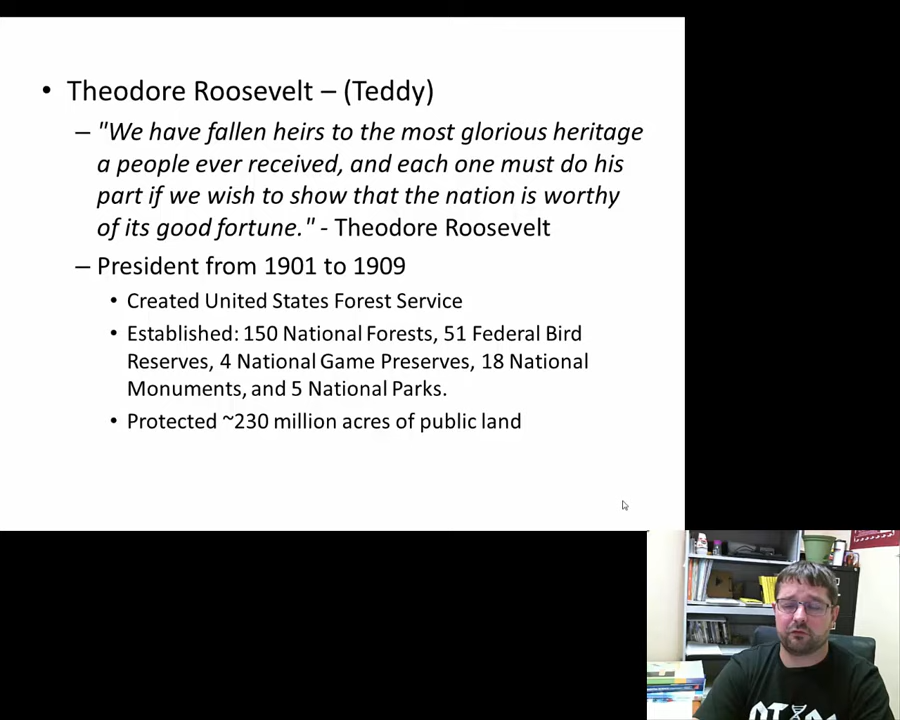 • Theodore Roosevelt – (Teddy)
– "We have fallen heirs to the most glorious heritage
a people ever received, and each one must do his
part if we wish to show that the nation is worthy
of its good fortune." - Theodore Roosevelt
– President from 1901 to 1909
• Created United States Forest Service
• Established: 150 National Forests, 51 Federal Bird
Reserves, 4 National Game Preserves, 18 National
Monuments, and 5 National Parks.
• Protected ~230 million acres of public land